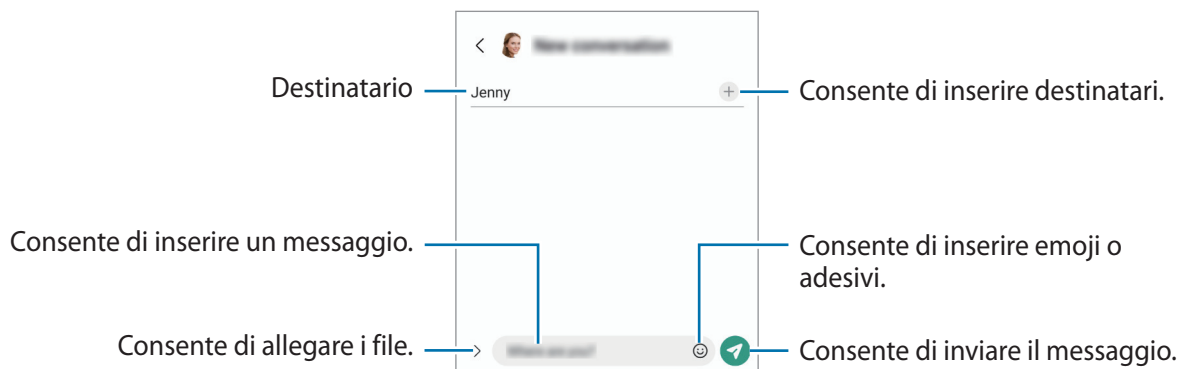 Destinatario
Jenny
Consente di inserire destinatari.
Consente di inserire un messaggio.
Consente di inserire emoji o
adesivi.
Consente di allegare i file.
Consente di inviare il messaggio.